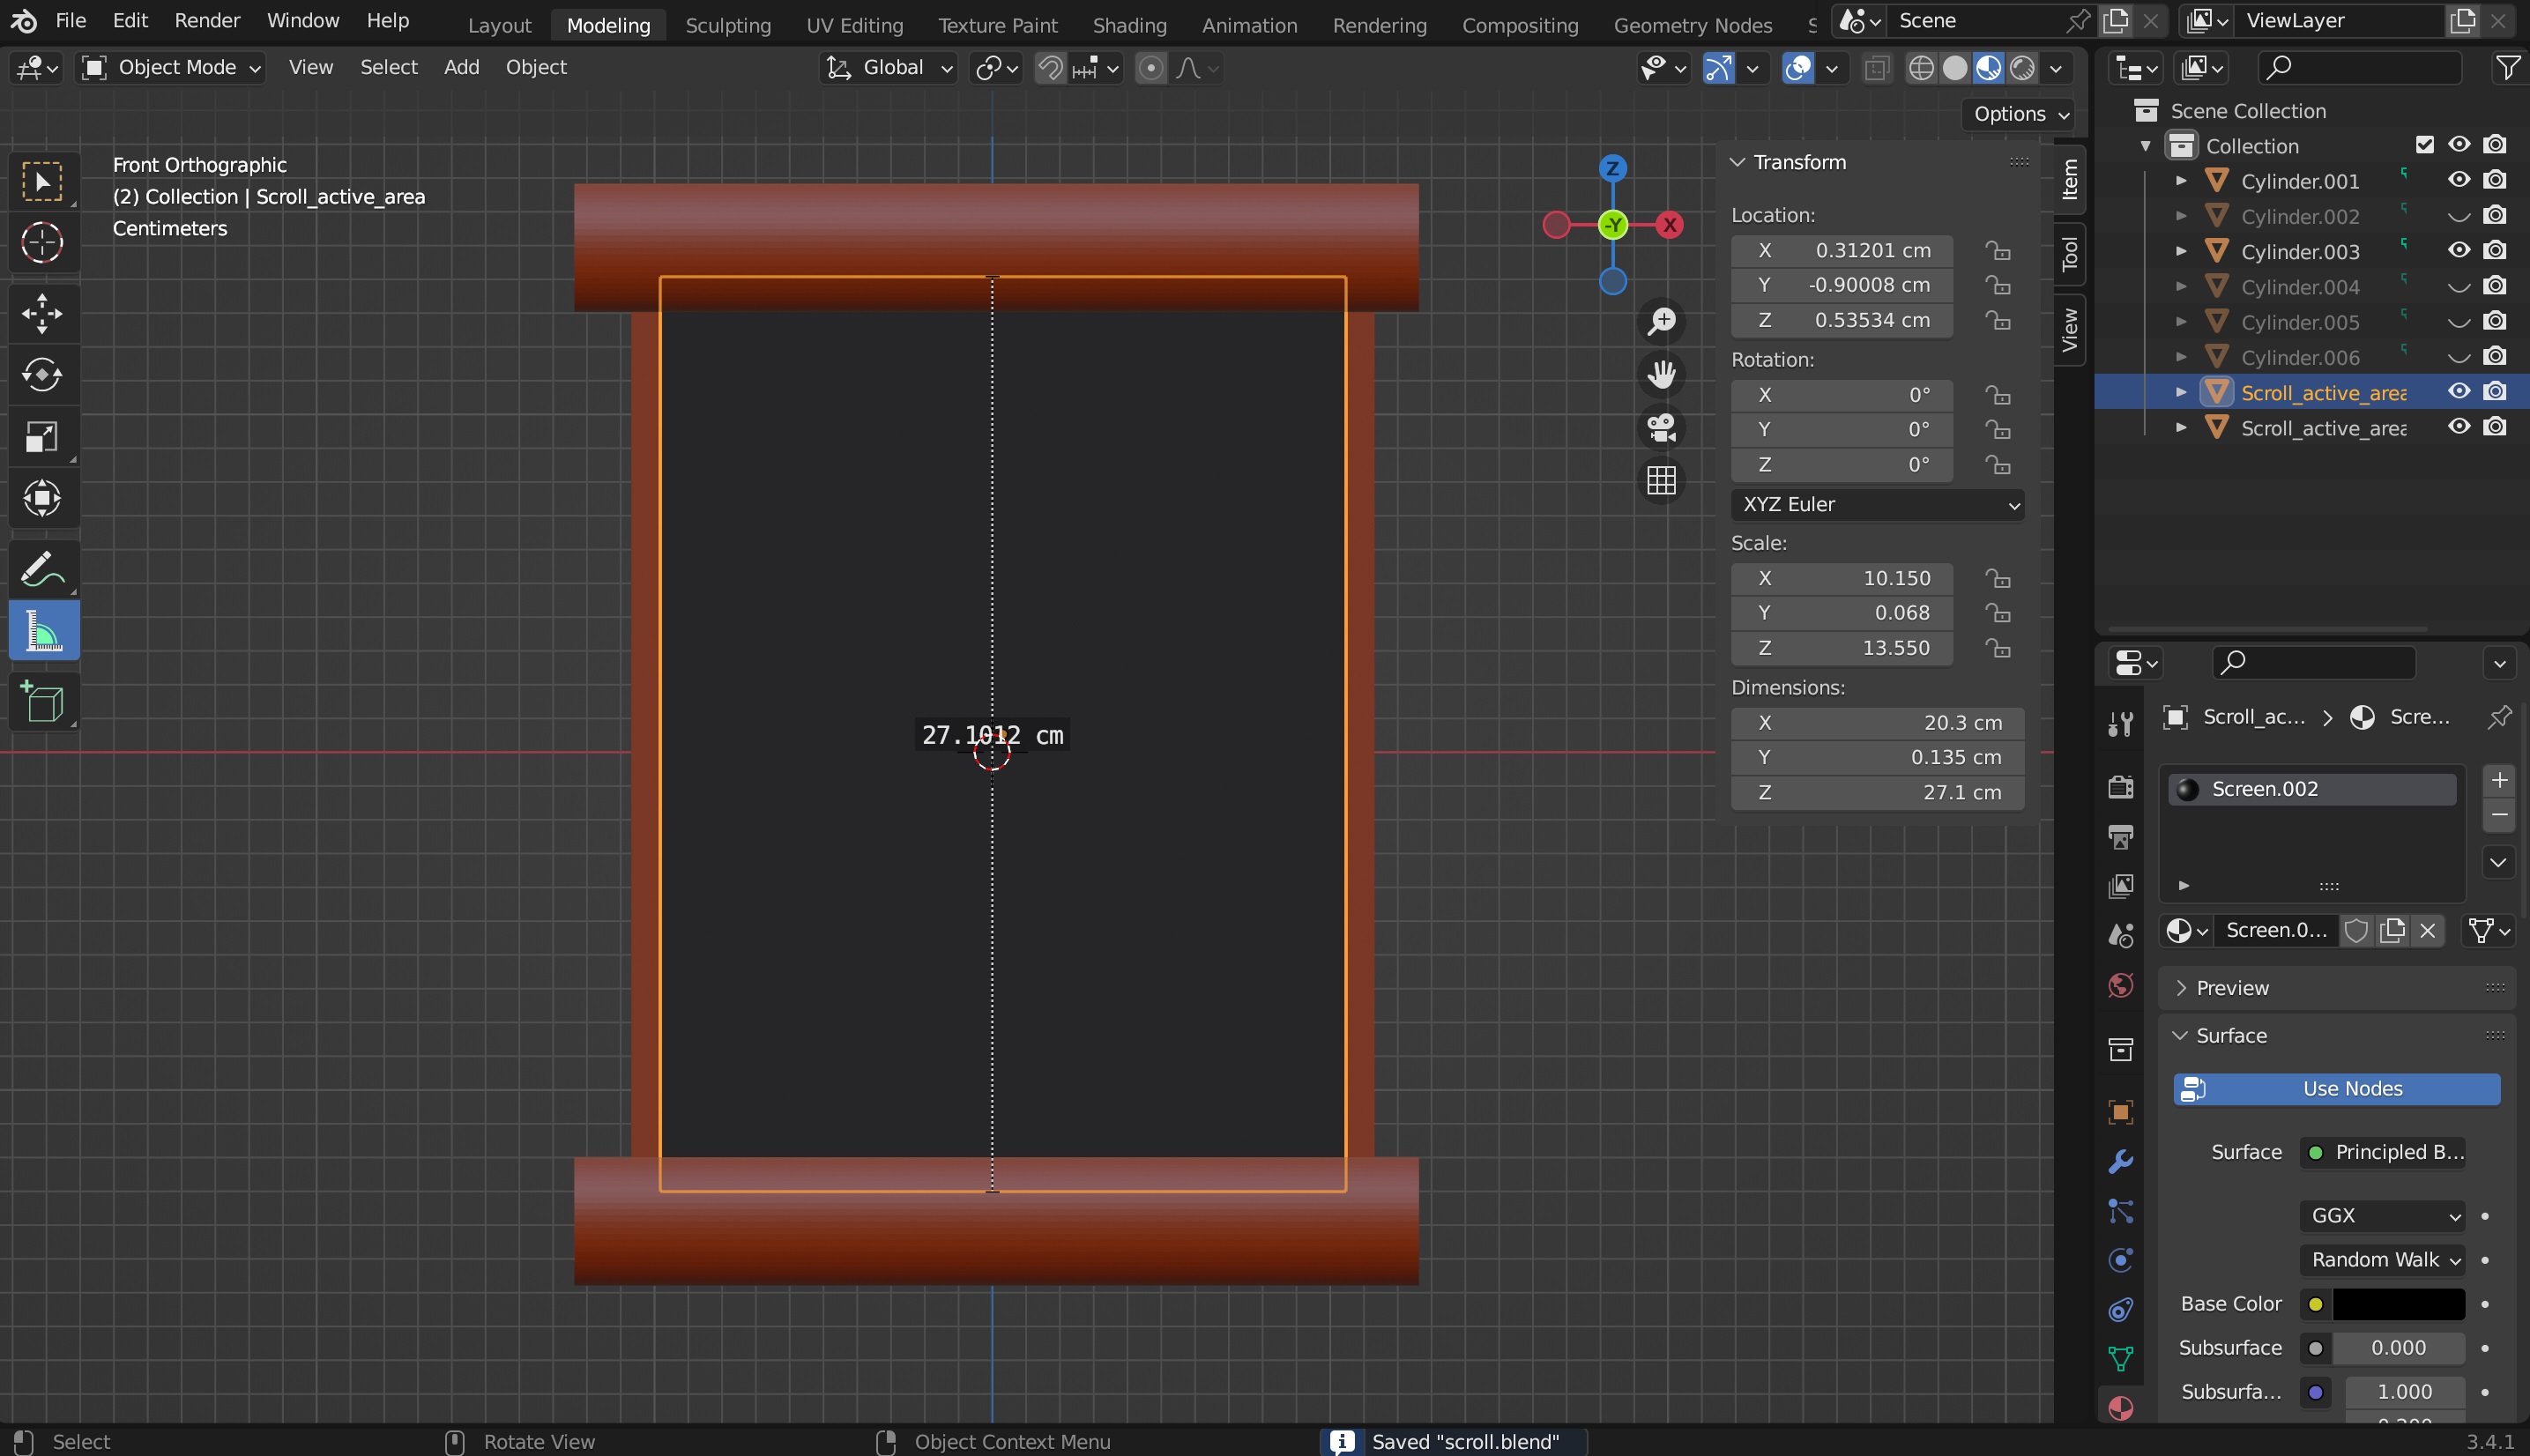 File Edit Render Window Help Layout Modeling Sculpting UV Editing Texture Paint Shading Animation Rendering Compositing Geometry Nodes Scene ViewLayer
Object Mode View Select Add Object Global
Options
Front Orthographic
(2) Collection | Scroll_active_area
Centimeters
27.1012 cm
Z
-Y
X
Transform
Location:
X 0.31201 cm
Y -0.90008 cm
Z 0.53534 cm
Rotation:
X 0°
Y 0°
Z 0°
XYZ Euler
Scale:
X 10.150
Y 0.068
Z 13.550
Dimensions:
X 20.3 cm
Y 0.135 cm
Z 27.1 cm
Item
Tool
View
Scene Collection
Collection
Cylinder.001
Cylinder.002
Cylinder.003
Cylinder.004
Cylinder.005
Cylinder.006
Scroll_active_area
Scroll_active_area
Scroll_ac... Scre...
Screen.002
Screen.0...
Preview
Surface
Use Nodes
Surface Principled B...
GGX
Random Walk
Base Color
Subsurface 0.000
Subsurfa... 1.000
Select Rotate View Object Context Menu Saved "scroll.blend" 3.4.1